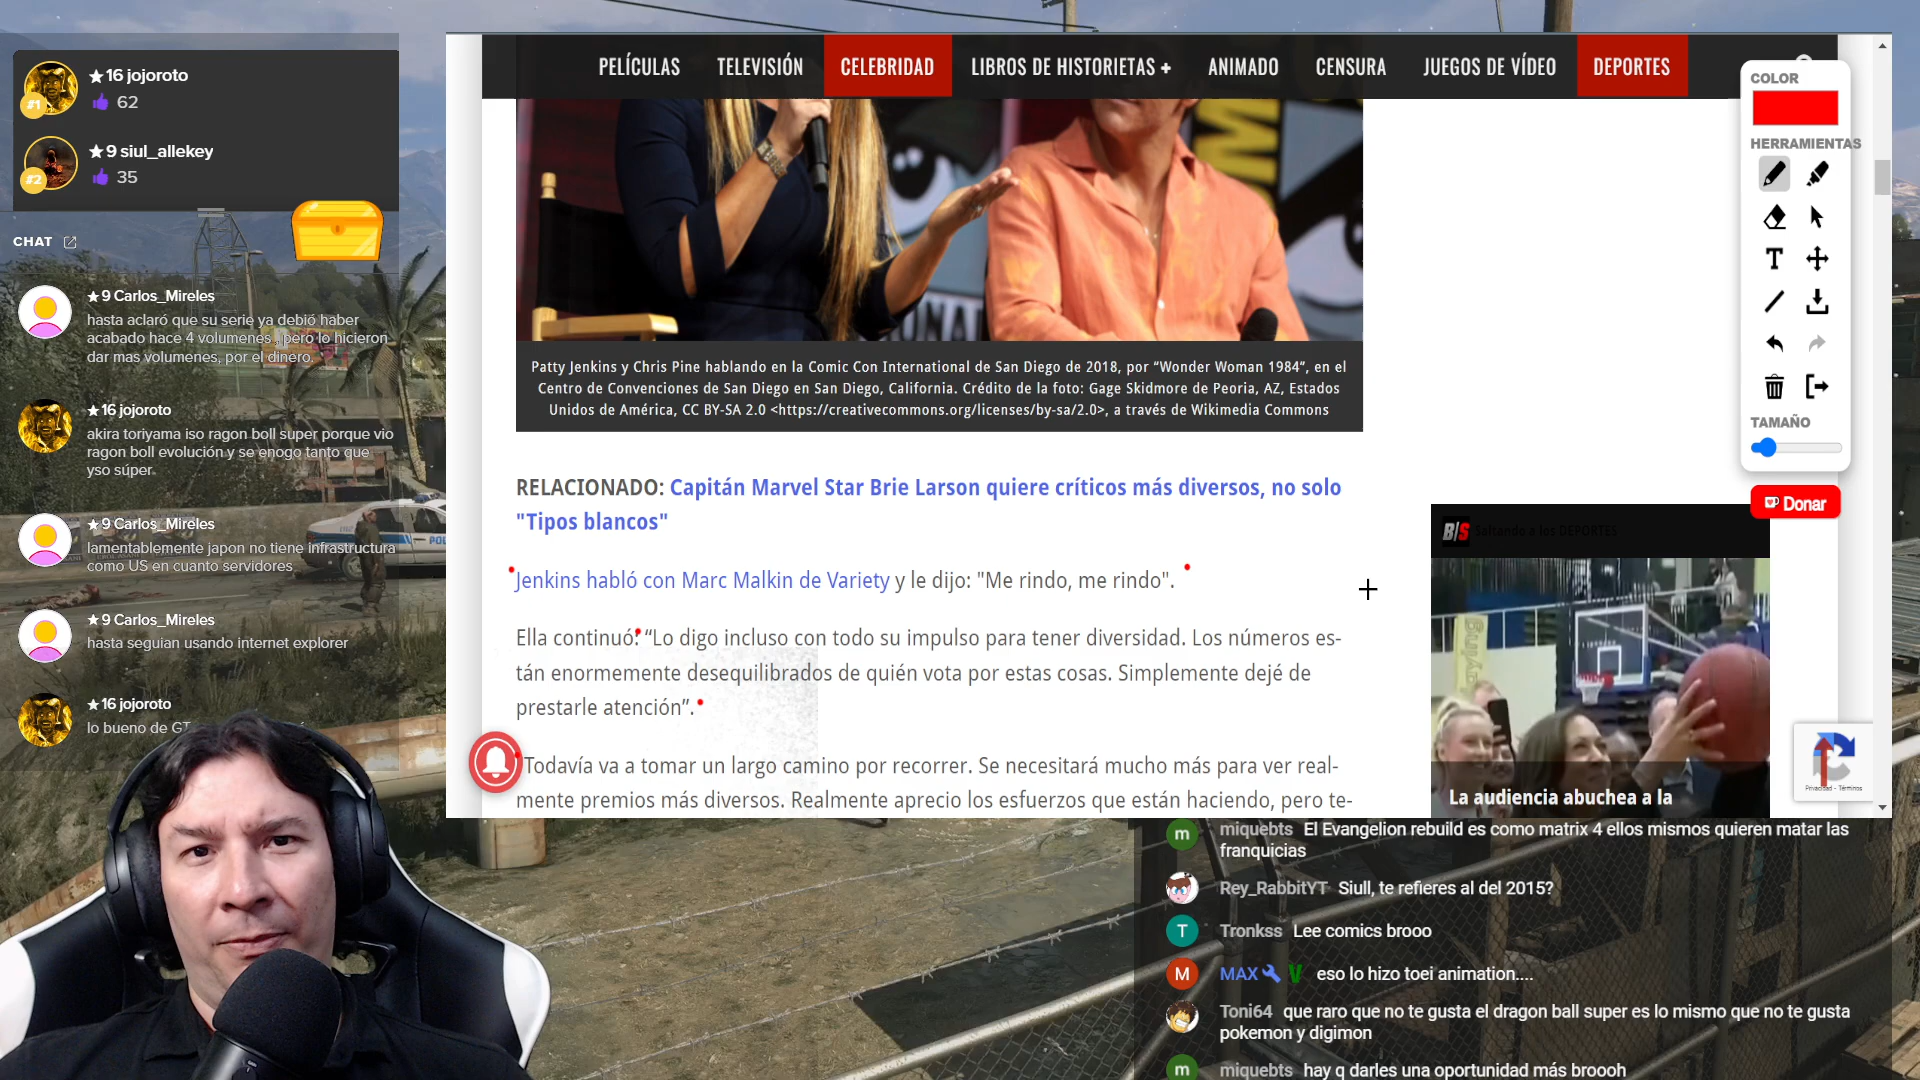 #1
★16 jojoroto
62
#2
★9 siul_allekey
35
CHAT
★9 Carlos_Mireles
hasta aclaró que su serie ya debió haber
acabado hace 4 volumenes , pero lo hicieron
dar mas volumenes, por el dinero.
★16 jojoroto
akira toriyama iso ragon boll super porque vio
ragon boll evolución y se enogo tanto que
yso súper
★9 Carlos_Mireles
lamentablemente japon no tiene infrastructura
como US en cuanto servidores
★9 Carlos_Mireles
hasta seguian usando internet explorer
★16 jojoroto
lo bueno de GT
PELÍCULAS TELEVISIÓN CELEBRIDAD LIBROS DE HISTORIETAS + ANIMADO CENSURA JUEGOS DE VÍDEO DEPORTES
Patty Jenkins y Chris Pine hablando en la Comic Con International de San Diego de 2018, por “Wonder Woman 1984”, en el
Centro de Convenciones de San Diego en San Diego, California. Crédito de la foto: Gage Skidmore de Peoria, AZ, Estados
Unidos de América, CC BY-SA 2.0 <https://creativecommons.org/licenses/by-sa/2.0>, a través de Wikimedia Commons
RELACIONADO: Capitán Marvel Star Brie Larson quiere críticos más diversos, no solo
"Tipos blancos"
Jenkins habló con Marc Malkin de Variety y le dijo: "Me rindo, me rindo".
Ella continuó: “Lo digo incluso con todo su impulso para tener diversidad. Los números es-
tán enormemente desequilibrados de quién vota por estas cosas. Simplemente dejé de
prestarle atención”.
Todavía va a tomar un largo camino por recorrer. Se necesitará mucho más para ver real-
mente premios más diversos. Realmente aprecio los esfuerzos que están haciendo, pero te-
COLOR
HERRAMIENTAS
T
TAMAÑO
Donar
B/S Saltando a los DEPORTES
La audiencia abuchea a la
Privacidad - Términos
m miquebts El Evangelion rebuild es como matrix 4 ellos mismos quieren matar las
franquicias
Rey_RabbitYT Siull, te refieres al del 2015?
T Tronkss Lee comics brooo
M MAX eso lo hizo toei animation....
Toni64 que raro que no te gusta el dragon ball super es lo mismo que no te gusta
pokemon y digimon
m miquebts hay q darles una oportunidad más broooh